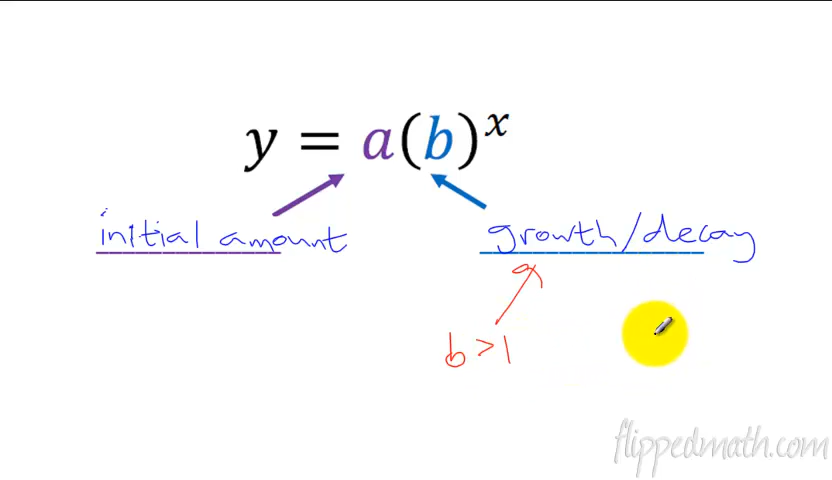 y = a(b)ˣ
initial amount growth/decay
b > 1
flippedmath.com